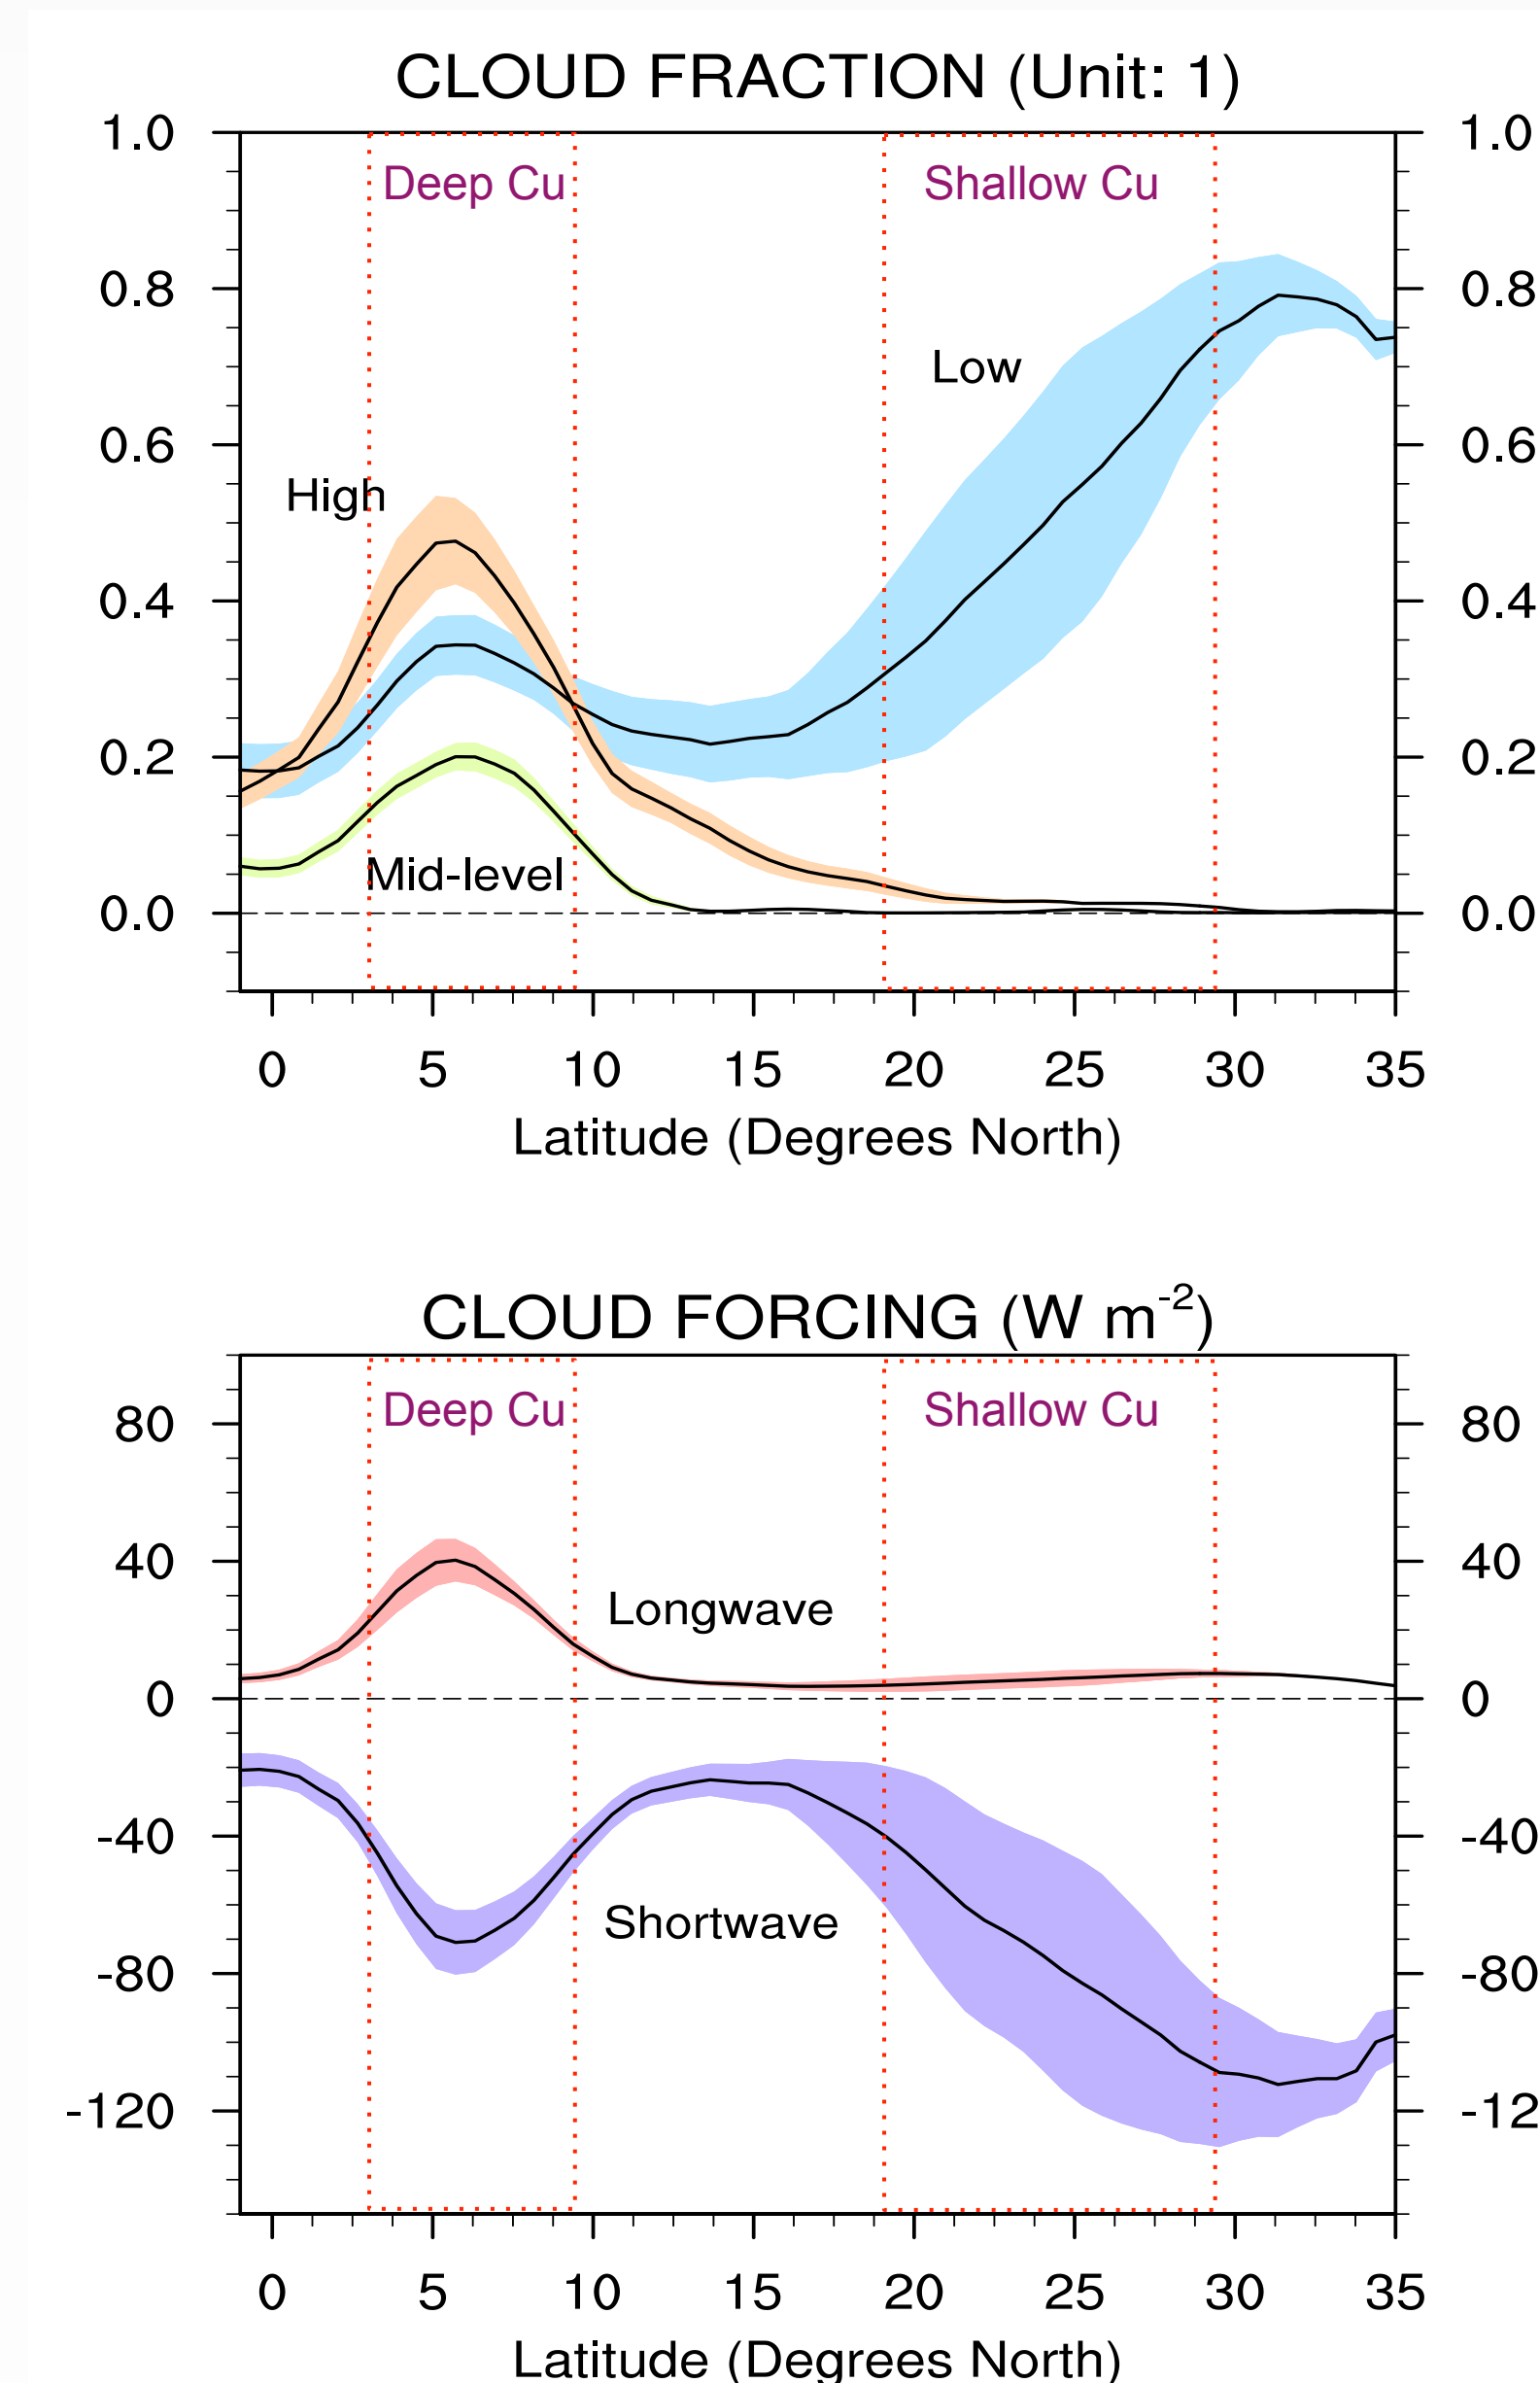 CLOUD FRACTION (Unit: 1)
1.0 1.0
Deep Cu Shallow Cu
0.8 0.8
Low
0.6 0.6
High
0.4 0.4
0.2 0.2
Mid-level
0.0 0.0
0 5 10 15 20 25 30 35
Latitude (Degrees North)
CLOUD FORCING (W m-2)
Deep Cu Shallow Cu
80 80
40 40
Longwave
0 0
-40 -40
Shortwave
-80 -80
-120 -12
0 5 10 15 20 25 30 35
Latitude (Degrees North)